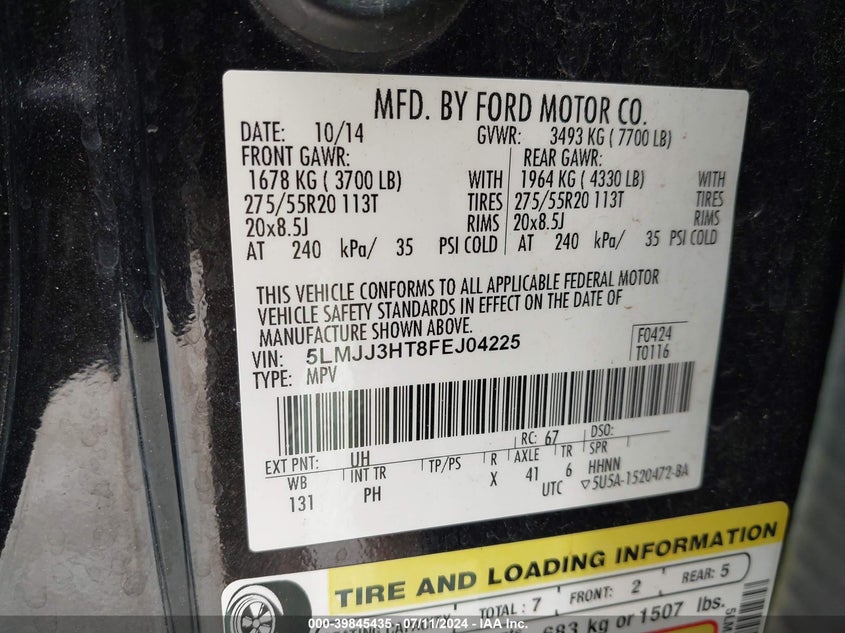 MFD. BY FORD MOTOR CO.
DATE: 10/14 GVWR: 3493 KG ( 7700 LB)
FRONT GAWR: REAR GAWR:
1678 KG ( 3700 LB) WITH 1964 KG ( 4330 LB) WITH
275/55R20 113T TIRES 275/55R20 113T TIRES
20x8.5J RIMS 20x8.5J RIMS
AT 240 kPa/ 35 PSI COLD AT 240 kPa/ 35 PSI COLD
THIS VEHICLE CONFORMS TO ALL APPLICABLE FEDERAL MOTOR
VEHICLE SAFETY STANDARDS IN EFFECT ON THE DATE OF
MANUFACTURE SHOWN ABOVE.
VIN: 5LMJJ3HT8FEJ04225 F0424
TYPE: MPV T0116
RC: 67 DSO:
EXT PNT: UH
WB INT TR TP/PS R AXLE TR SPR
131 PH X 41 6 HHNN
UTC ▽5U5A-1520472-BA
TIRE AND LOADING INFORMATION
TOTAL : 7 FRONT: 2 REAR: 5
683 kg or 1507 lbs.
5LM
000-39845435 - 07/11/2024 - IAA Inc.